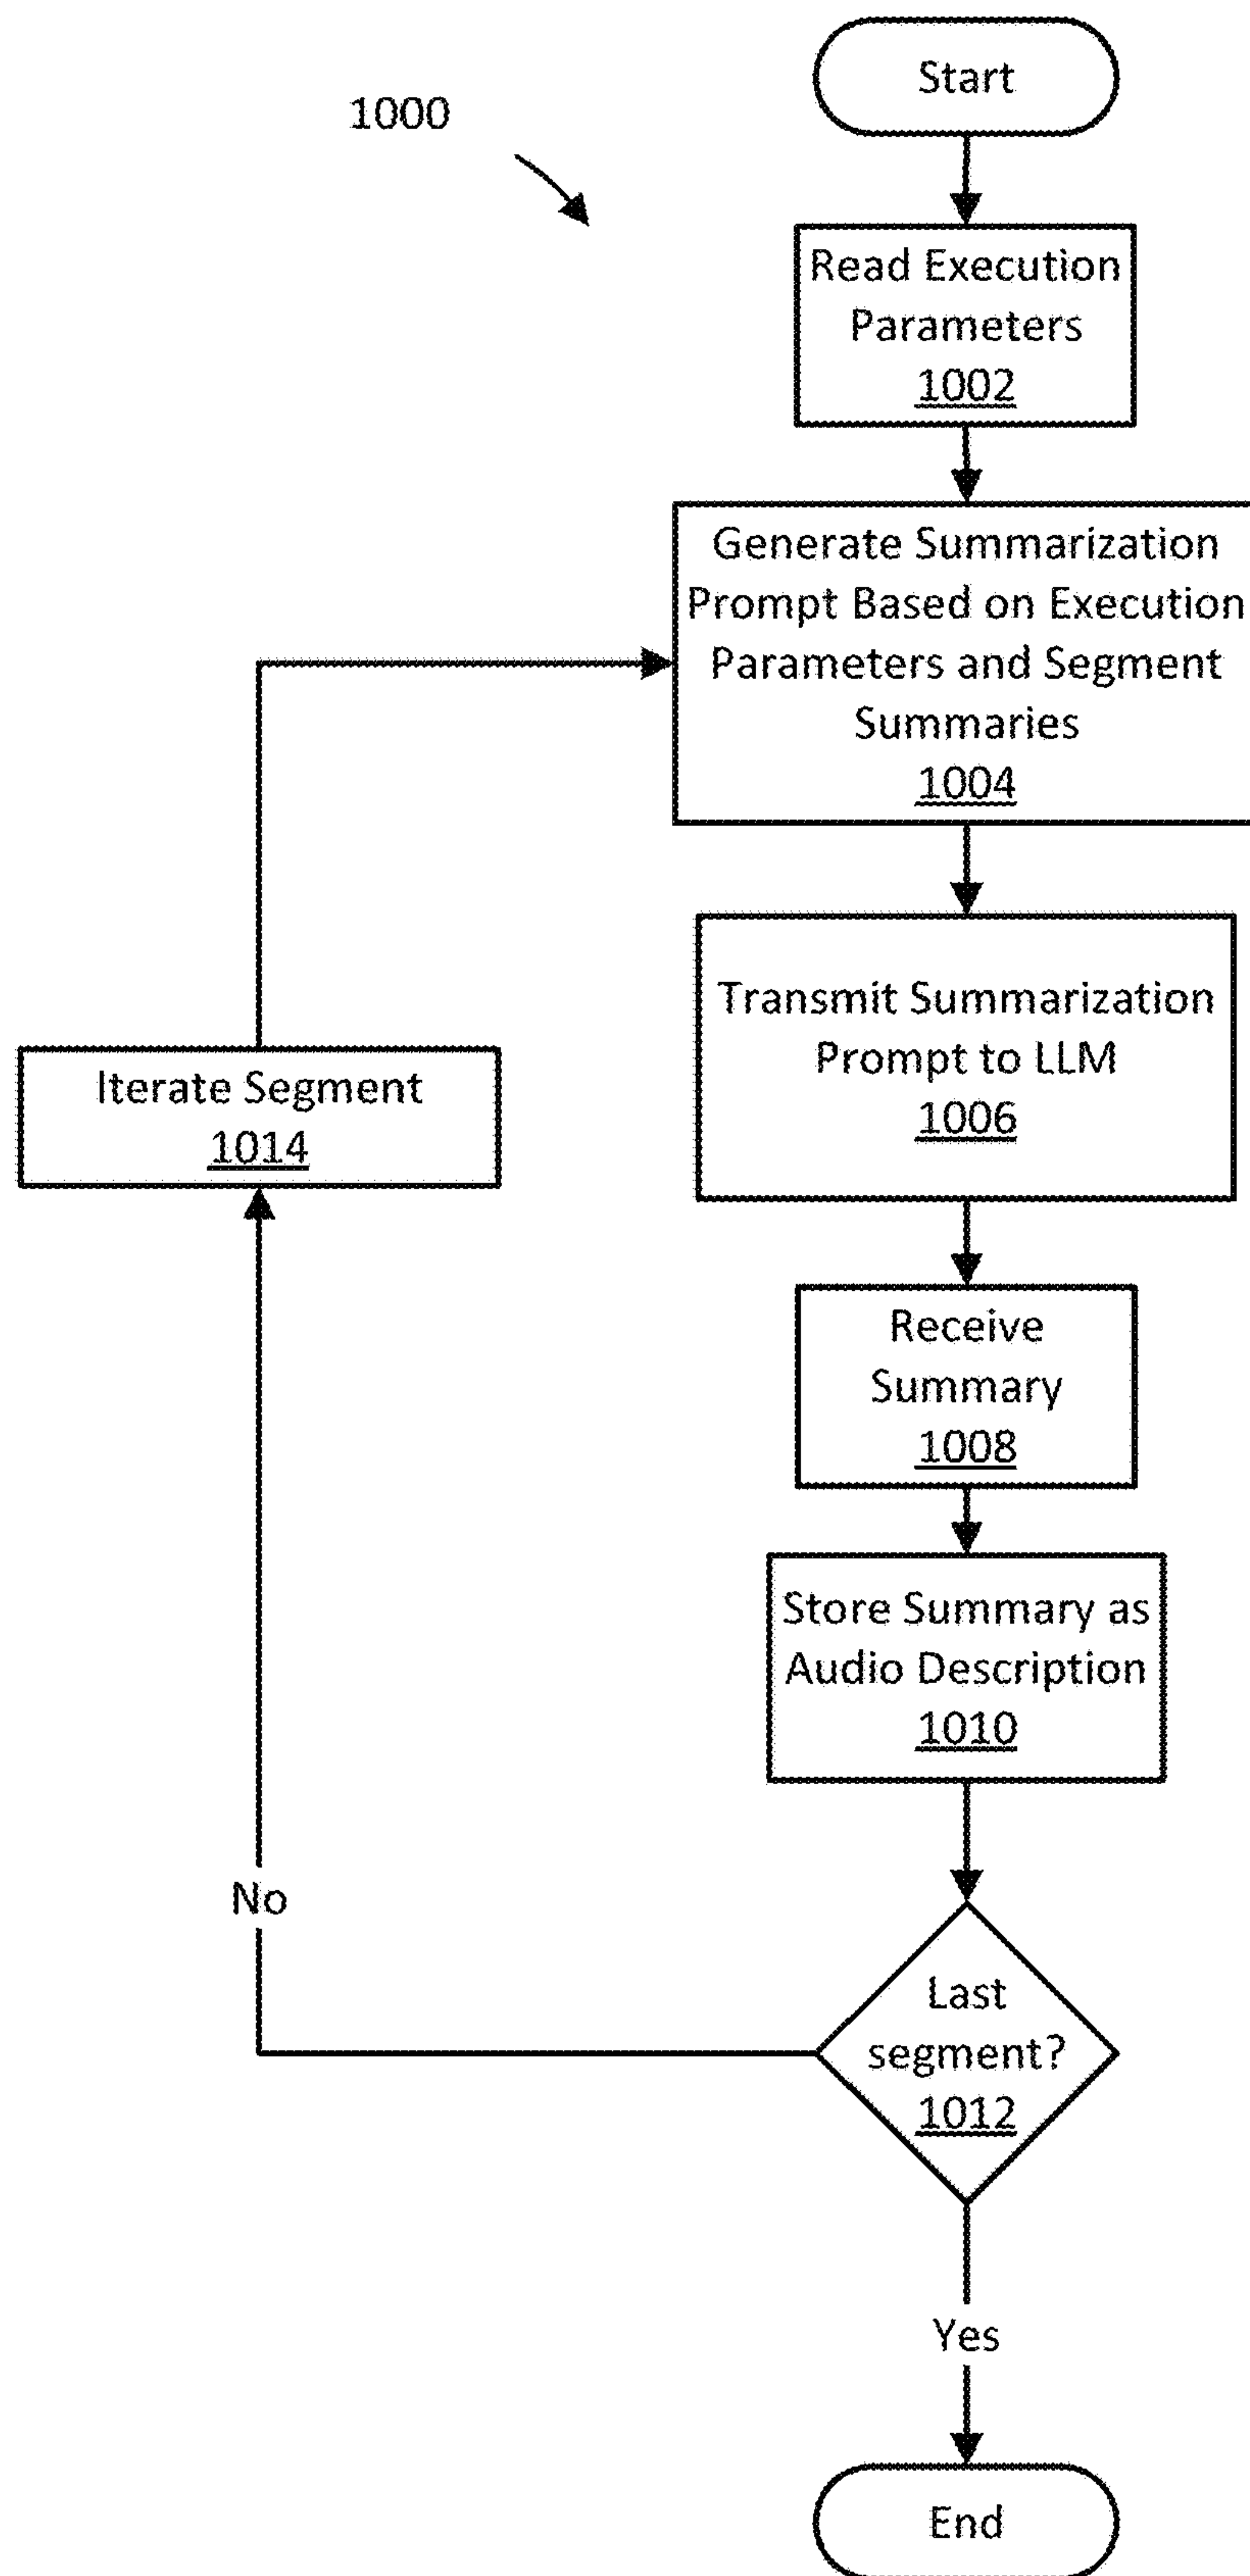 Start
1000
Read Execution
Parameters
1002
Generate Summarization
Prompt Based on Execution
Parameters and Segment
Summaries
1004
Transmit Summarization
Prompt to LLM
1006
Iterate Segment
1014
Receive
Summary
1008
Store Summary as
Audio Description
1010
No
Last
segment?
1012
Yes
End